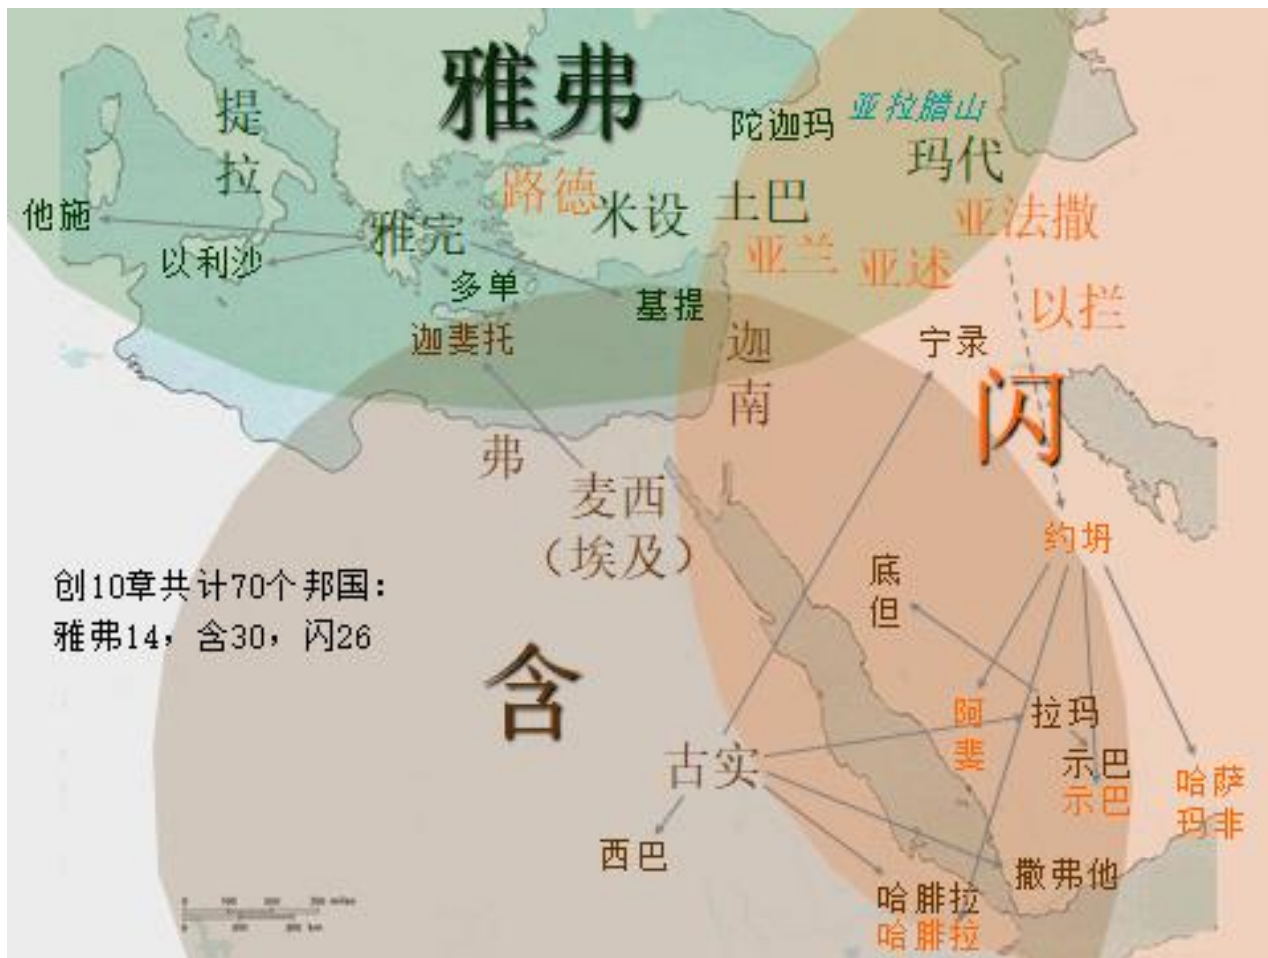 雅弗
提拉
陀迦玛
亚拉腊山
玛代
路德
米设
土巴
亚法撒
他施
雅完
以利沙
亚兰
亚述
多单
基提
以拦
迦斐托
迦南
宁录
闪
弗
麦西
（埃及）
约坍
底但
创10章共计70个邦国：
雅弗14，含30，闪26
含
阿斐
拉玛
古实
示巴
示巴
哈萨玛非
西巴
撒弗他
哈腓拉
哈腓拉